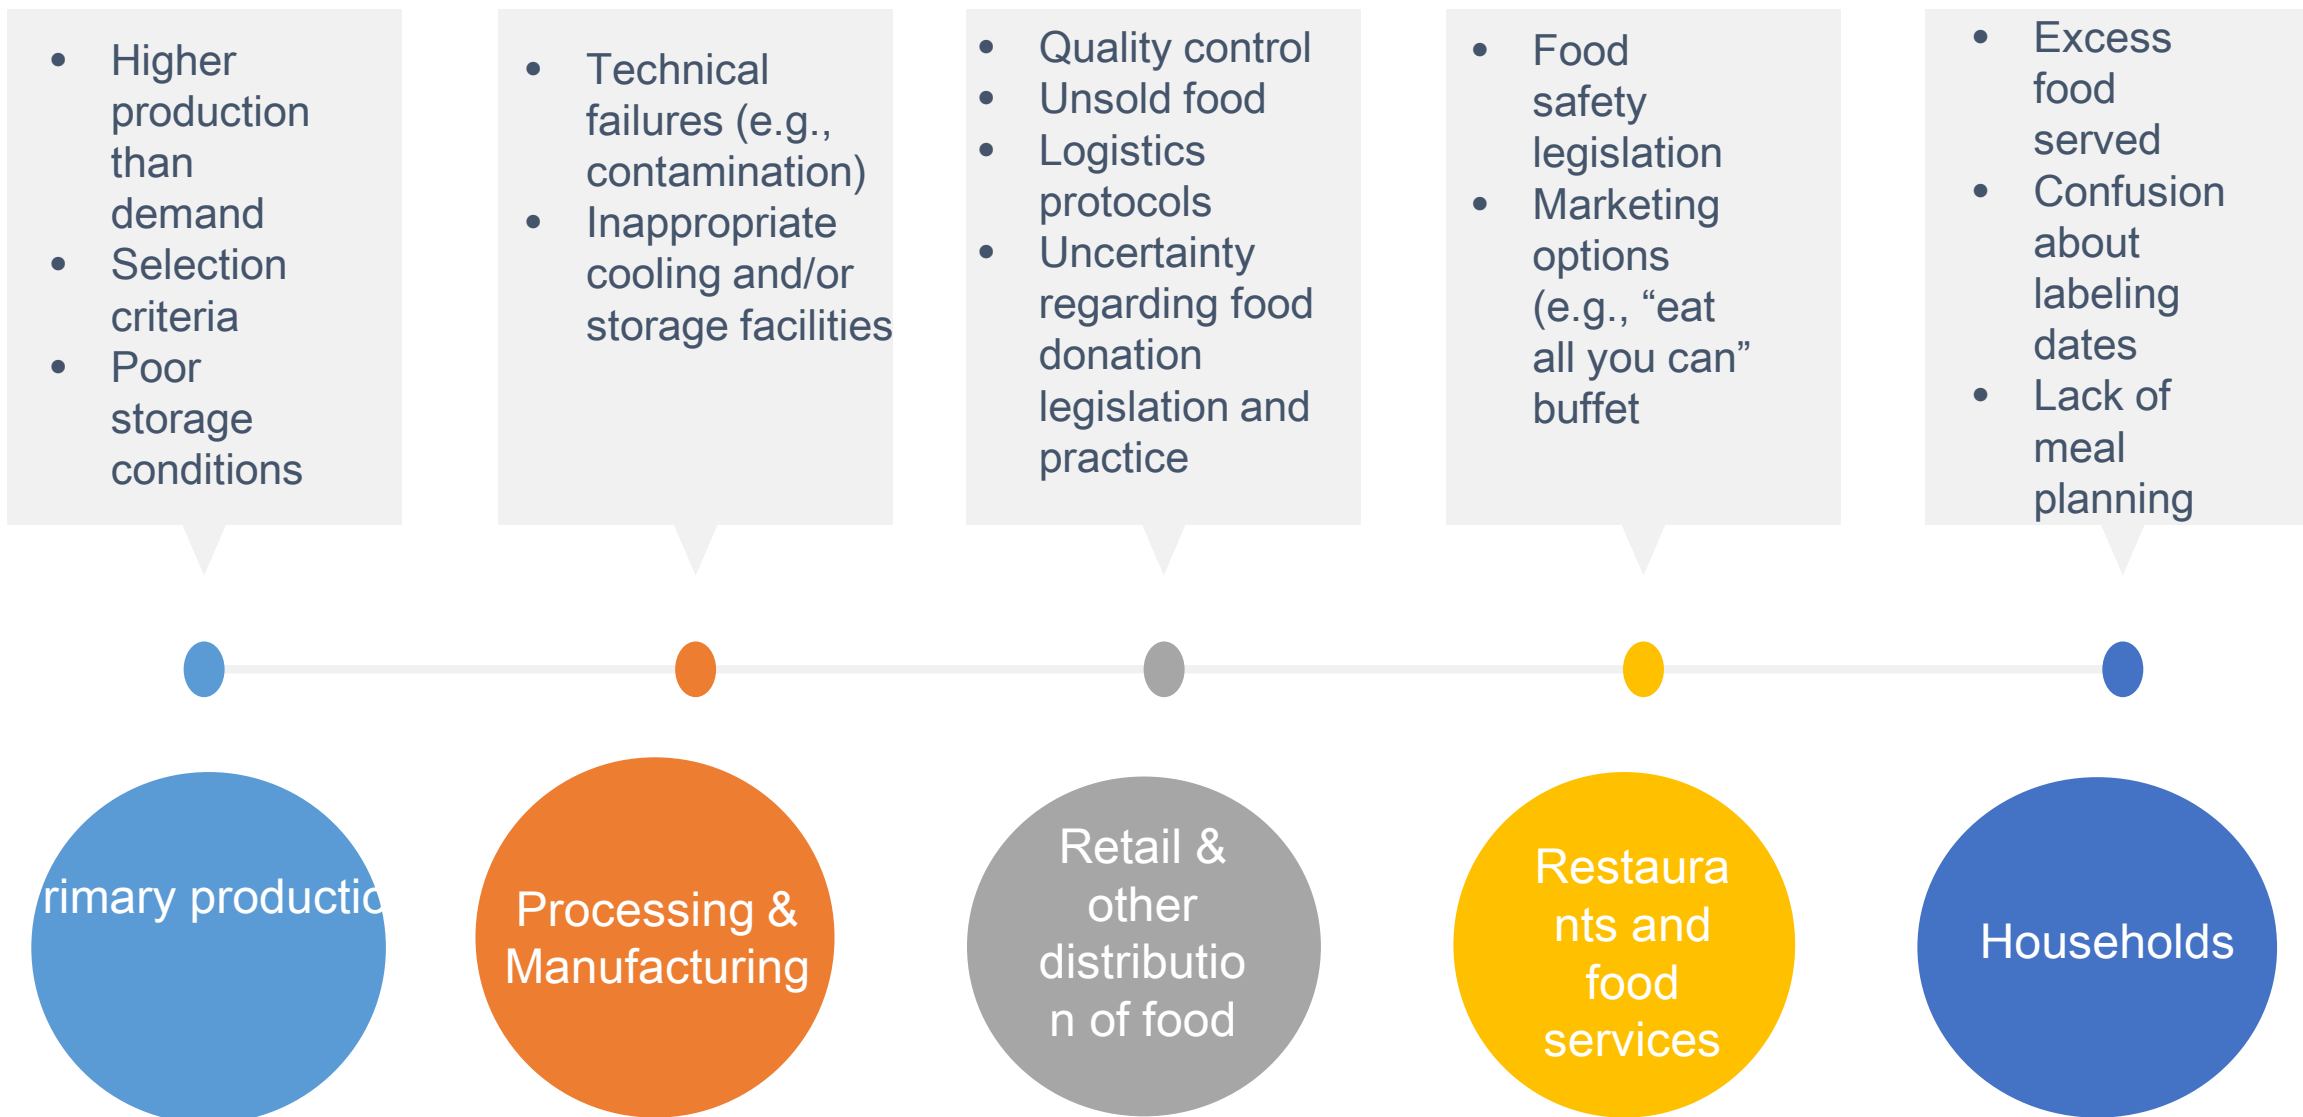 • Higher
production
than
demand
• Selection
criteria
• Poor
storage
conditions
• Technical
failures (e.g.,
contamination)
• Inappropriate
cooling and/or
storage facilities
• Quality control
• Unsold food
• Logistics
protocols
• Uncertainty
regarding food
donation
legislation and
practice
• Food
safety
legislation
• Marketing
options
(e.g., “eat
all you can”
buffet
• Excess
food
served
• Confusion
about
labeling
dates
• Lack of
meal
planning
rimary productio
Processing &
Manufacturing
Retail &
other
distributio
n of food
Restaura
nts and
food
services
Households